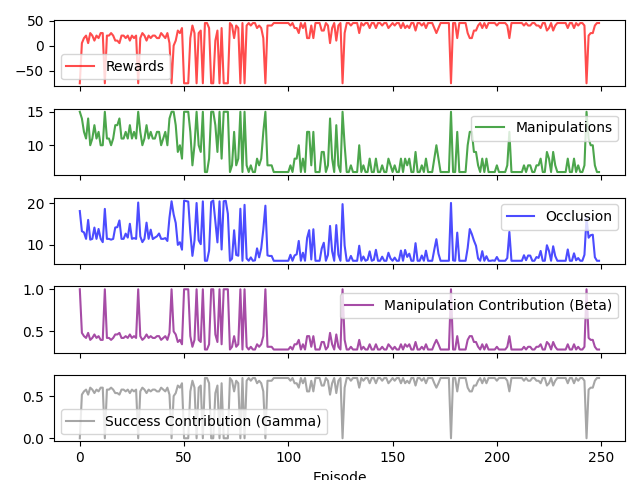 50
0
−50
Rewards
15
10
Manipulations
20
10
Occlusion
1.0
0.5
Manipulation Contribution (Beta)
0.5
0.0
Success Contribution (Gamma)
0 50 100 150 200 250
Episode